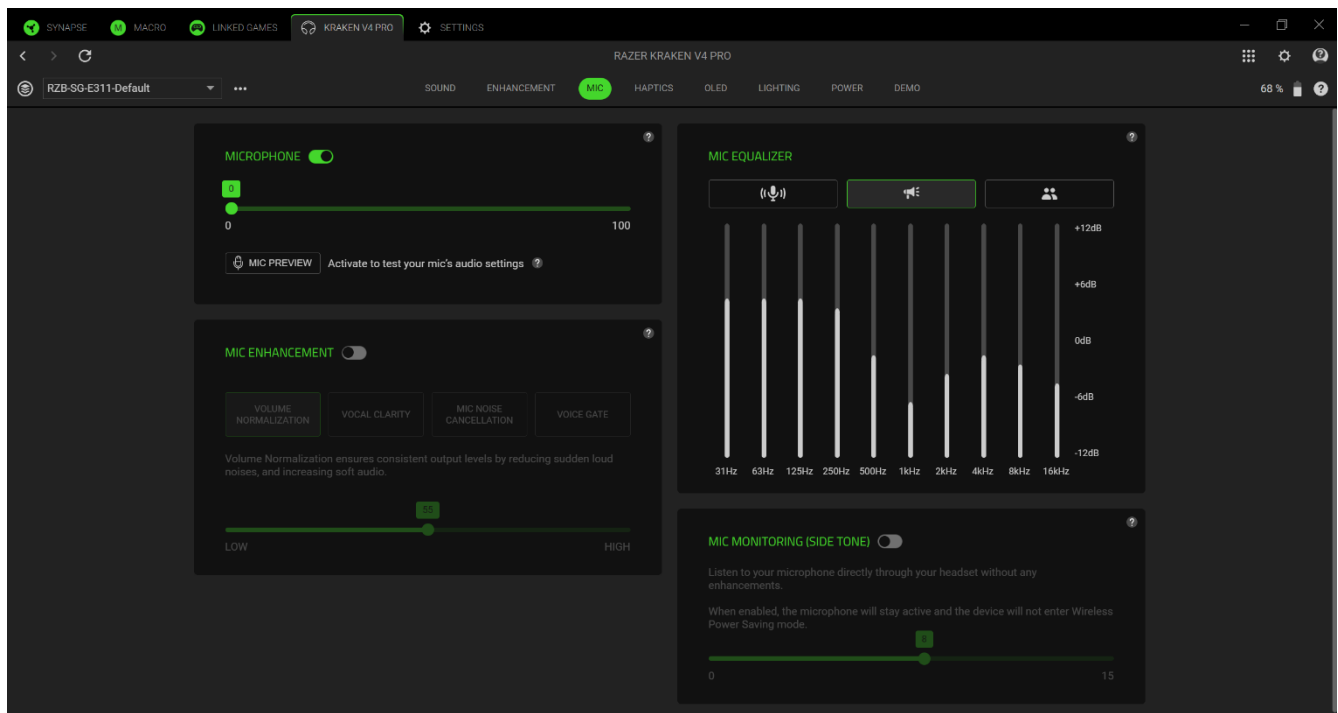 SYNAPSE M MACRO LINKED GAMES KRAKEN V4 PRO SETTINGS
RAZER KRAKEN V4 PRO
RZB-SG-E311-Default ••• SOUND ENHANCEMENT MIC HAPTICS OLED LIGHTING POWER DEMO 68 % ?
MICROPHONE ?
0
0 100
MIC PREVIEW Activate to test your mic's audio settings ?
MIC ENHANCEMENT ?
VOLUME NORMALIZATION
VOCAL CLARITY
MIC NOISE CANCELLATION
VOICE GATE
Volume Normalization ensures consistent output levels by reducing sudden loud
noises, and increasing soft audio.
55
LOW HIGH
MIC EQUALIZER ?
+12dB
+6dB
0dB
-6dB
-12dB
31Hz 63Hz 125Hz 250Hz 500Hz 1kHz 2kHz 4kHz 8kHz 16kHz
MIC MONITORING (SIDE TONE) ?
Listen to your microphone directly through your headset without any
enhancements.
When enabled, the microphone will stay active and the device will not enter Wireless
Power Saving mode.
8
0 15